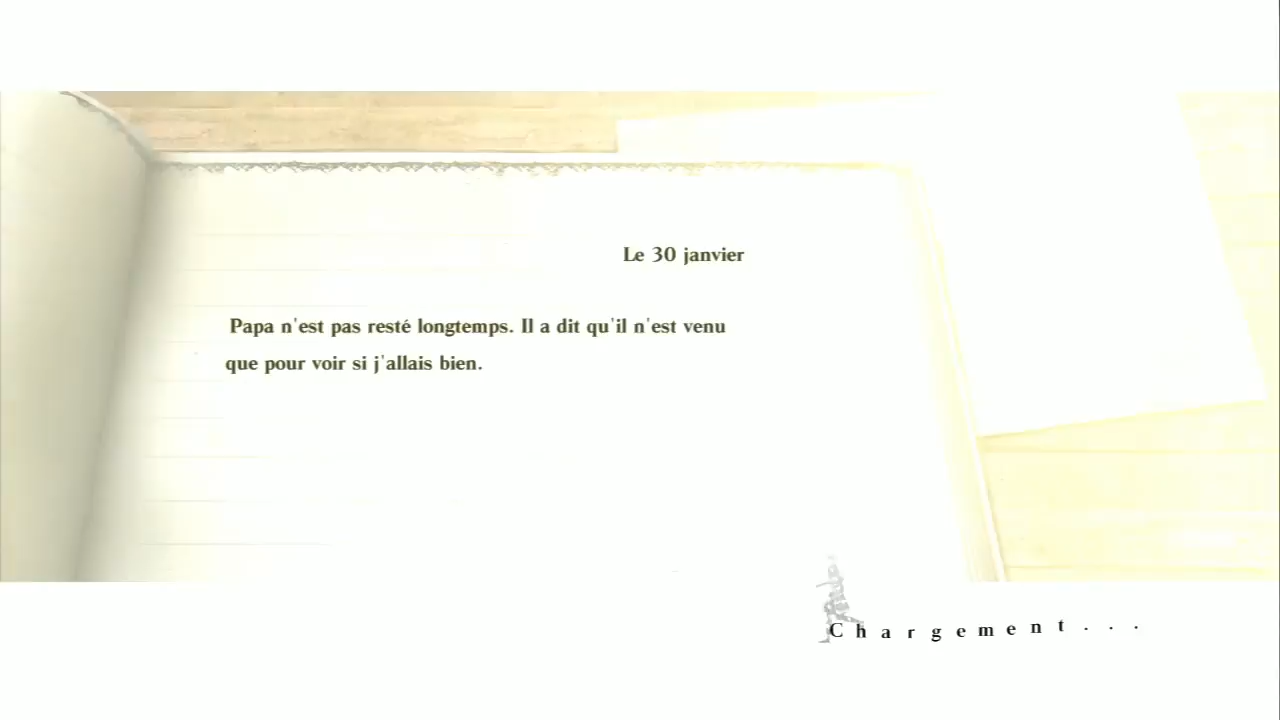 Le 30 janvier
Papa n'est pas resté longtemps. Il a dit qu'il n'est venu
que pour voir si j'allais bien.
Chargement...